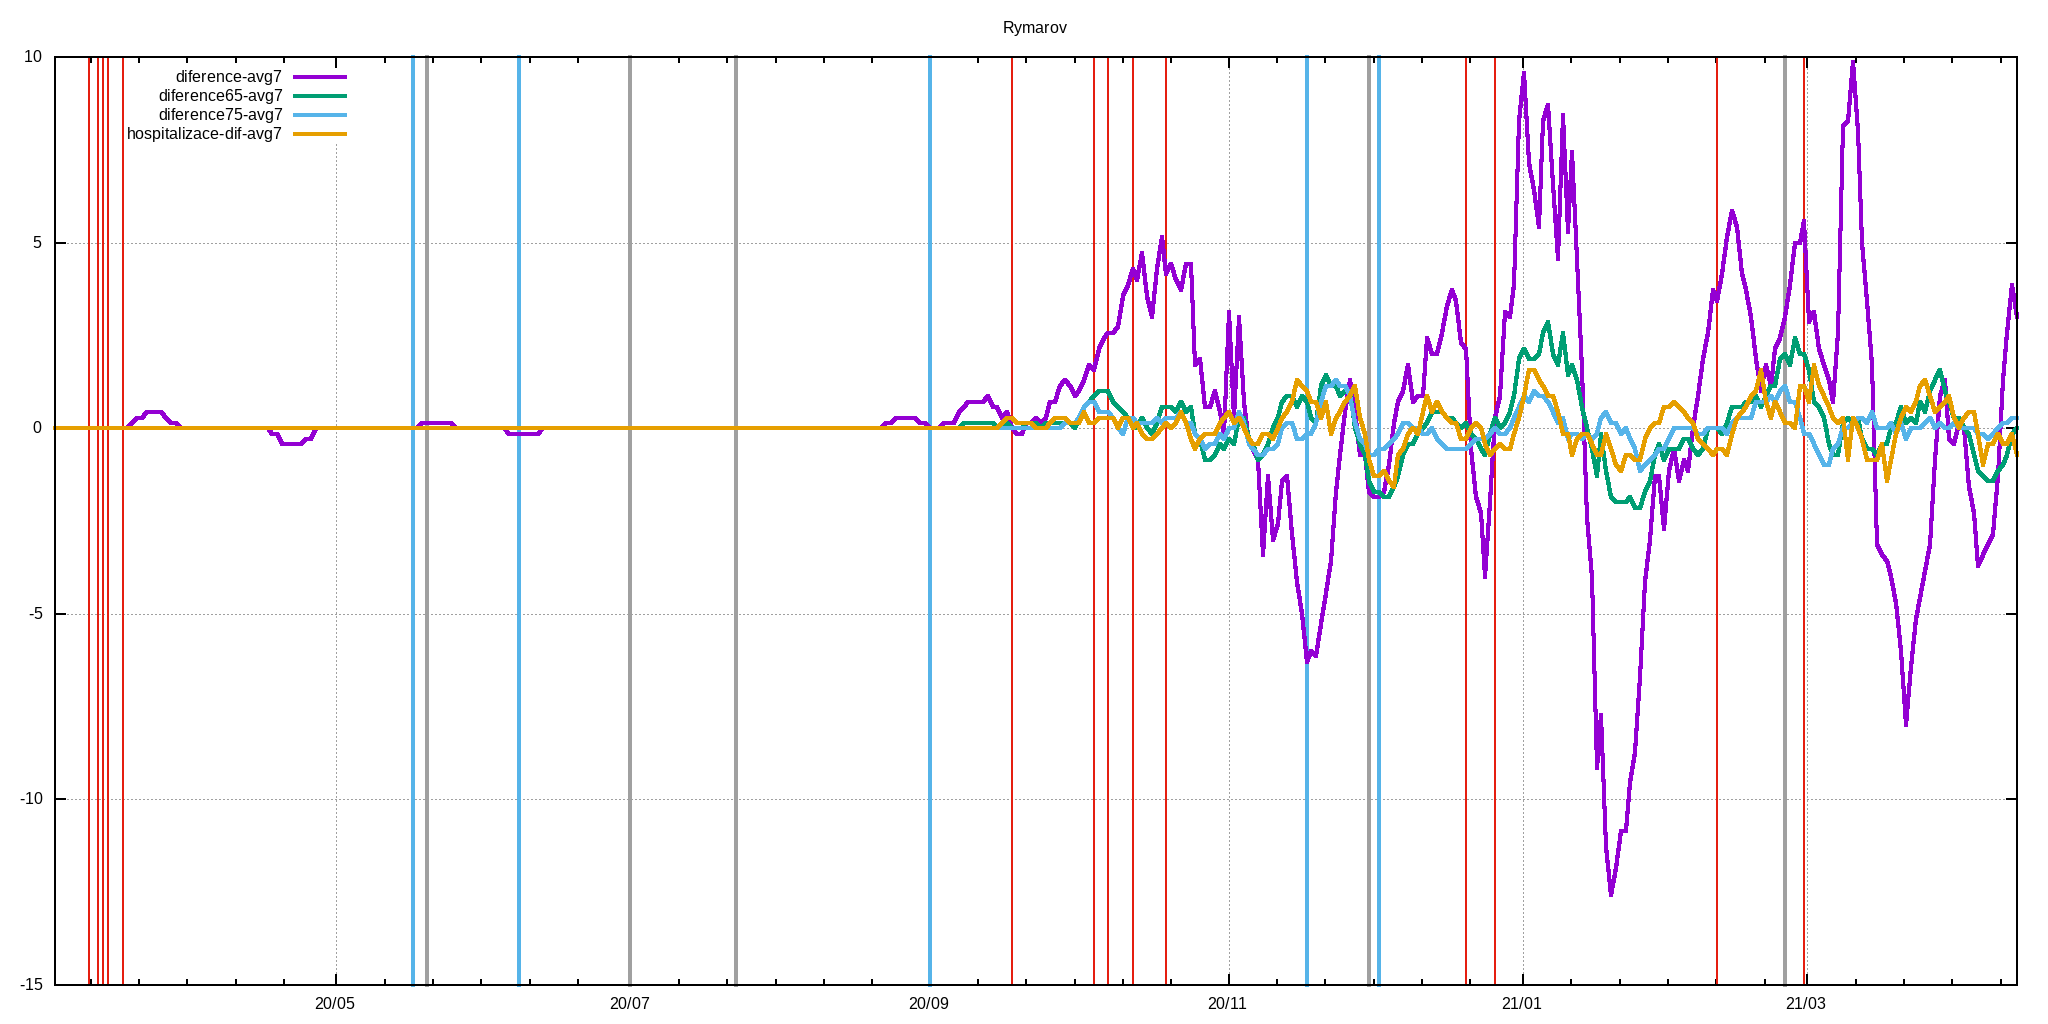 Rymarov
10
diference-avg7
diference65-avg7
diference75-avg7
hospitalizace-dif-avg7
5
0
-5
-10
-15
20/05 20/07 20/09 20/11 21/01 21/03